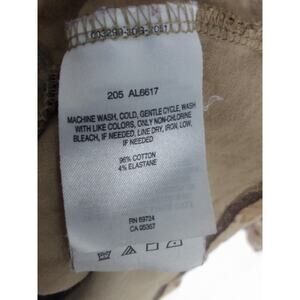 205 AL6617
MACHINE WASH, COLD, GENTLE CYCLE, WASH
WITH LIKE COLORS, ONLY NON-CHLORINE
BLEACH, IF NEEDED, LINE DRY, IRON, LOW,
IF NEEDED
96% COTTON
4% ELASTANE
RN 69724
CA 05367